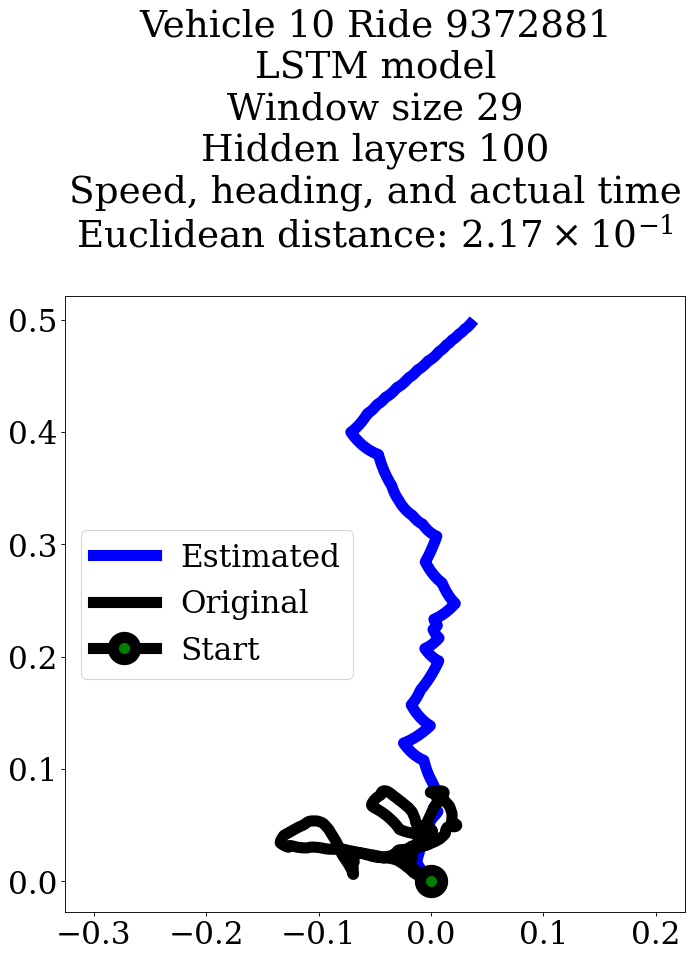 Vehicle 10 Ride 9372881
LSTM model
Window size 29
Hidden layers 100
Speed, heading, and actual time
Euclidean distance: 2.17 × 10⁻¹
0.5
0.4
0.3
0.2
0.1
0.0
Estimated
Original
Start
−0.3 −0.2 −0.1 0.0 0.1 0.2